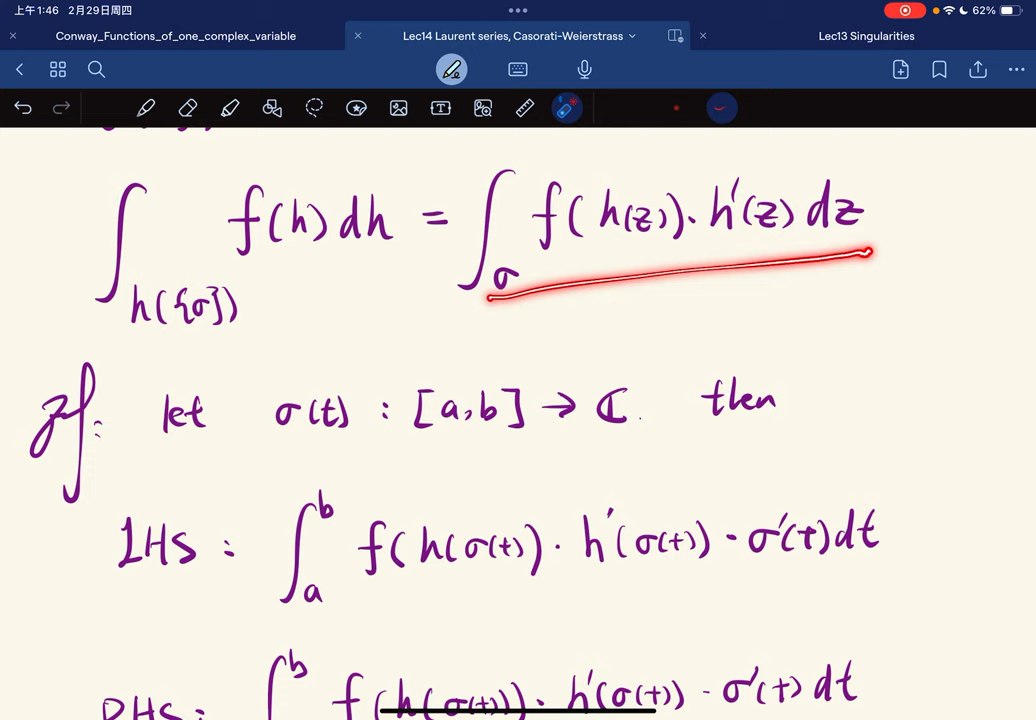 上午1:46 2月29日周四
62%
Conway_Functions_of_one_complex_variable
Lec14 Laurent series, Casorati-Weierstrass
Lec13 Singularities
∫_{h({σ})} f(h) dh = ∫_σ f(h(z)) · h'(z) dz
pf: let σ(t) : [a,b] → ℂ. then
LHS : ∫_a^b f(h(σ(t)) · h'(σ(t)) · σ'(t) dt
RHS : ∫^b f(h(σ(t))) · h'(σ(t)) · σ'(t) dt